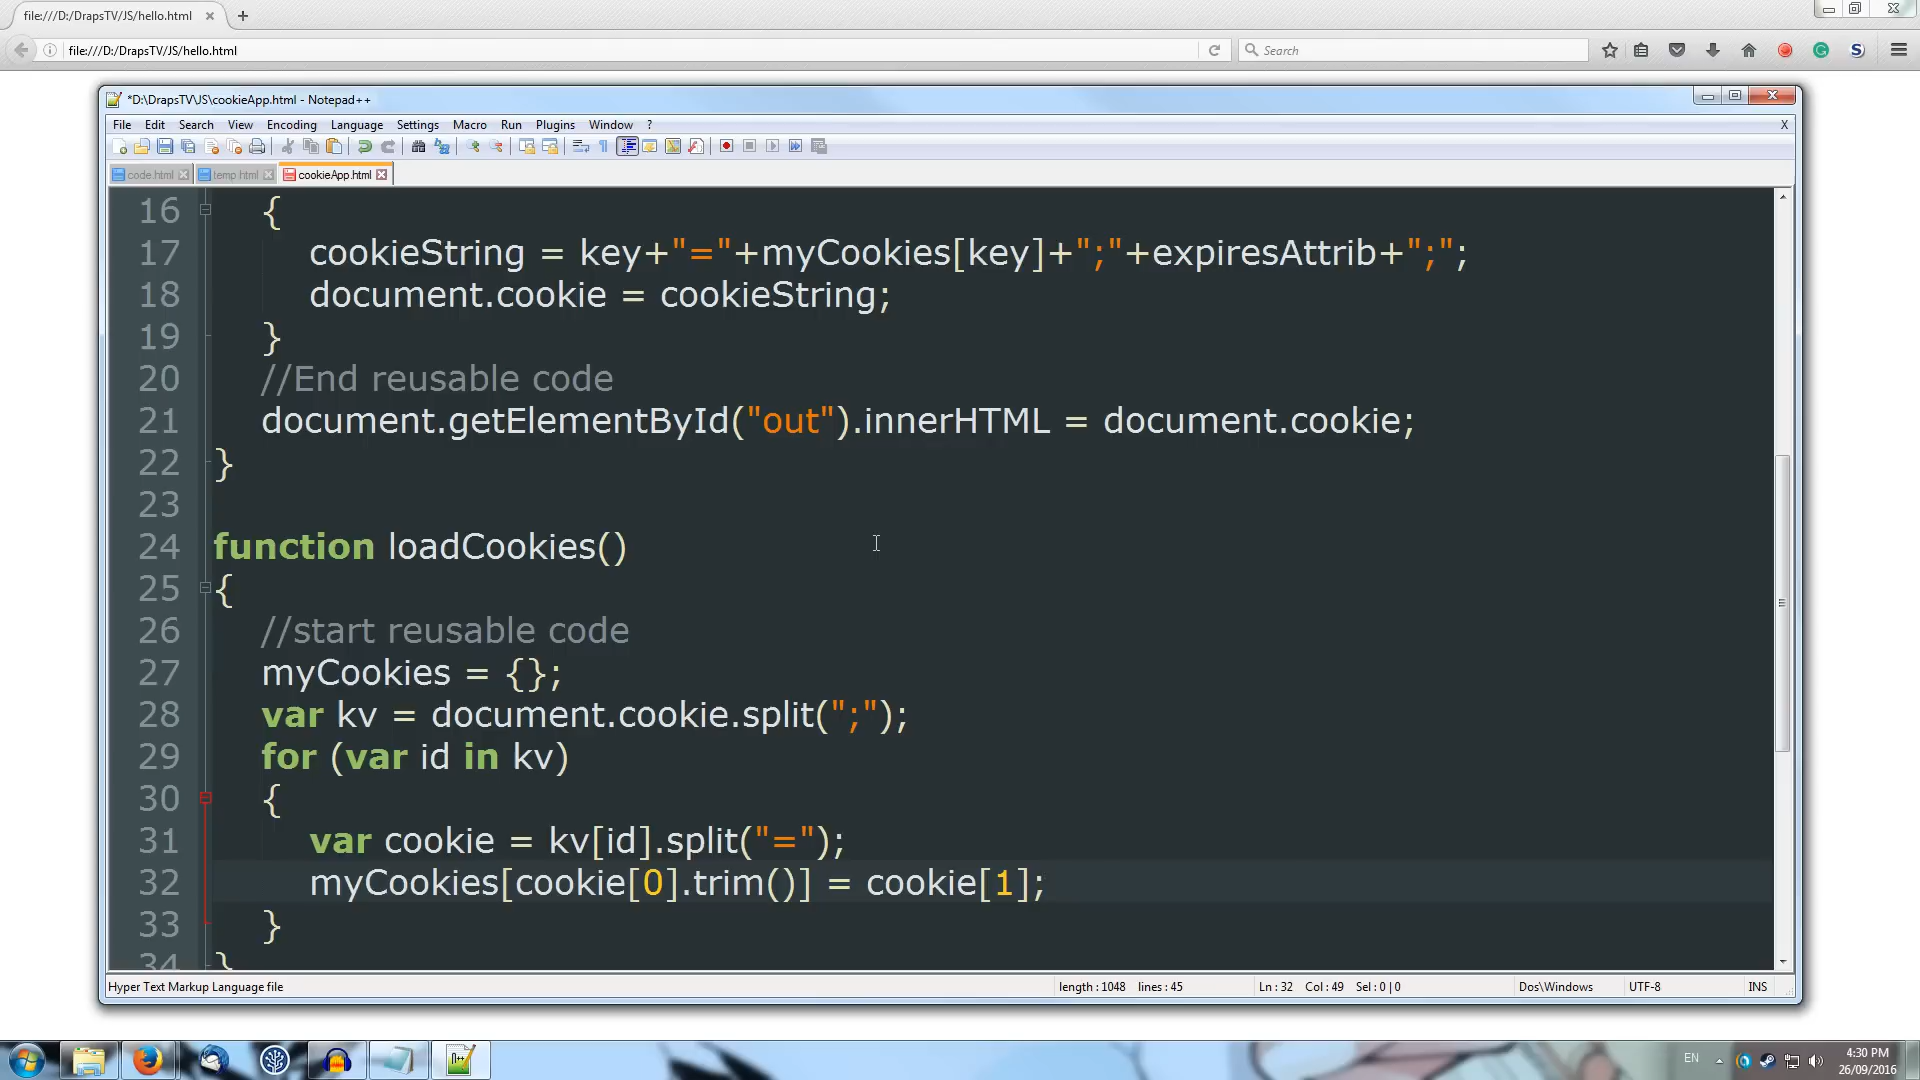 file:///D:/DrapsTV/JS/hello.html
file:///D:/DrapsTV/JS/hello.html
Search
*D:\DrapsTV\JS\cookieApp.html - Notepad++
File Edit Search View Encoding Language Settings Macro Run Plugins Window ? X
code.html temp.html cookieApp.html
16 {
17 cookieString = key+"="+myCookies[key]+";"+expiresAttrib+";";
18 document.cookie = cookieString;
19 }
20 //End reusable code
21 document.getElementById("out").innerHTML = document.cookie;
22 }
23
24 function loadCookies()
25 {
26 //start reusable code
27 myCookies = {};
28 var kv = document.cookie.split(";");
29 for (var id in kv)
30 {
31 var cookie = kv[id].split("=");
32 myCookies[cookie[0].trim()] = cookie[1];
33 }
34 }
Hyper Text Markup Language file length : 1048 lines : 45 Ln : 32 Col : 49 Sel : 0 | 0 Dos\Windows UTF-8 INS
EN 4:30 PM
26/09/2016